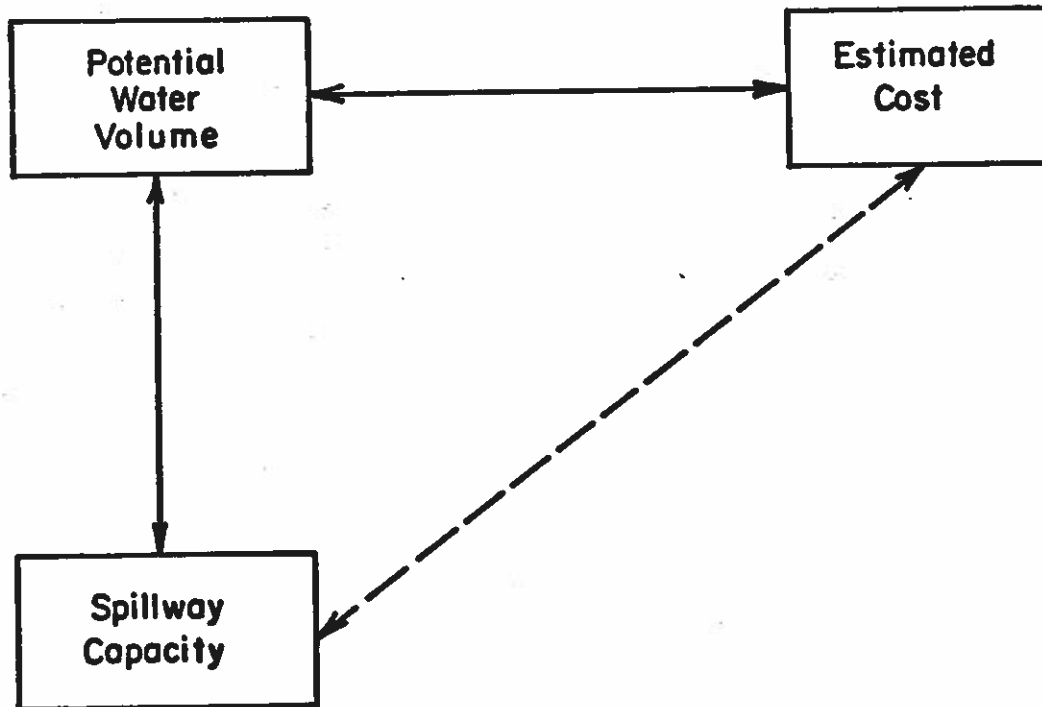 Potential
Water
Volume
Estimated
Cost
Spillway
Capacity